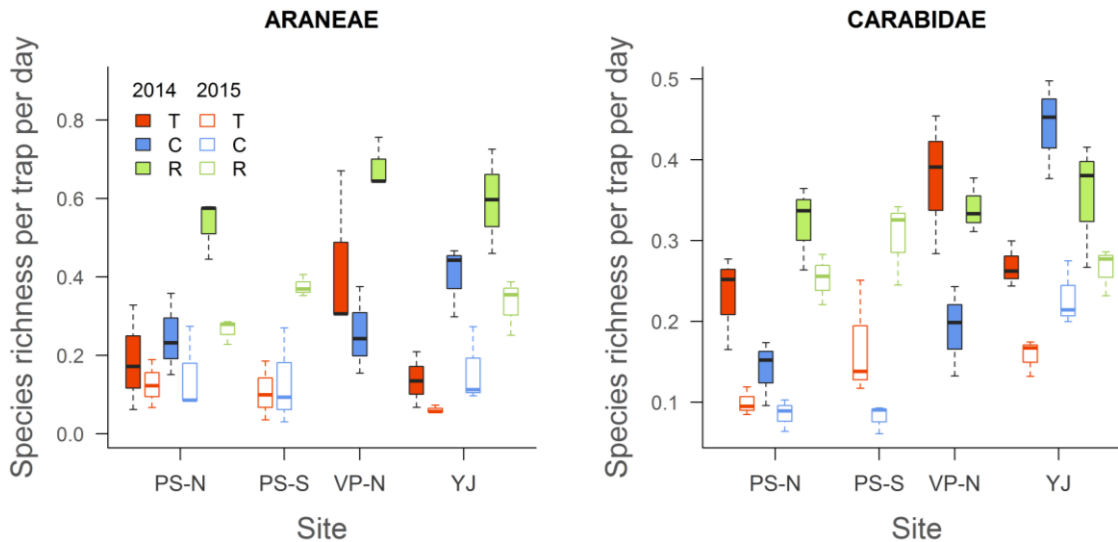 ARANEAE
Species richness per trap per day
0.8
0.6
0.4
0.2
0.0
2014 2015
T T
C C
R R
PS-N PS-S VP-N YJ
Site
CARABIDAE
Species richness per trap per day
0.5
0.4
0.3
0.2
0.1
PS-N PS-S VP-N YJ
Site